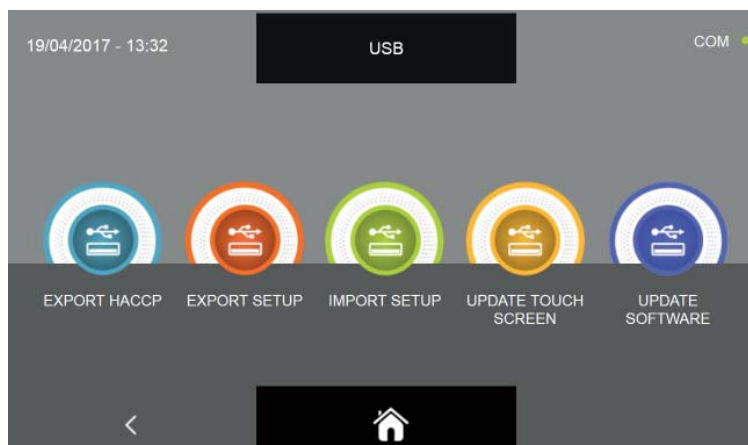 19/04/2017 - 13:32
USB
COM
EXPORT HACCP
EXPORT SETUP
IMPORT SETUP
UPDATE TOUCH
SCREEN
UPDATE
SOFTWARE